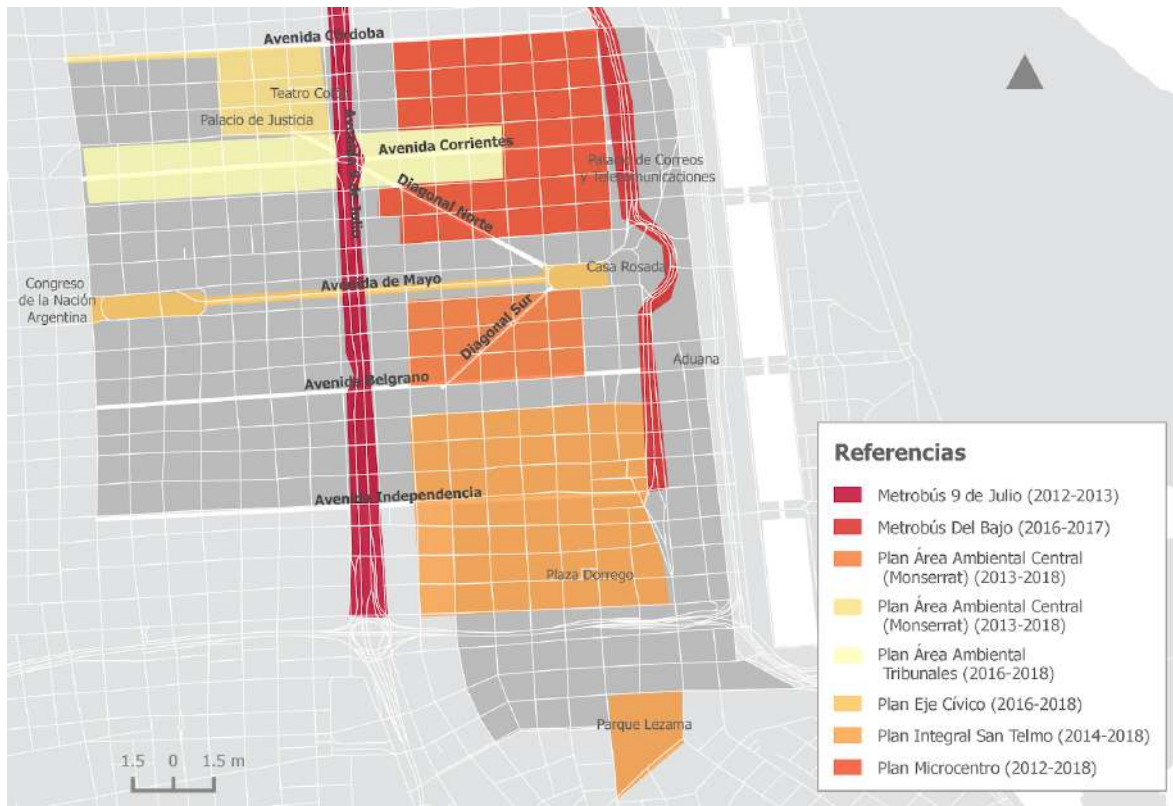 Avenida Córdoba
Teatro Colón
Palacio de Justicia
Avenida 9 de Julio
Avenida Corrientes
Palacio de Correos
y Telecomunicaciones
Diagonal Norte
Casa Rosada
Congreso
de la Nación
Argentina
Avenida de Mayo
Diagonal Sur
Aduana
Avenida Belgrano
Avenida Independencia
Plaza Dorrego
Parque Lezama
1.5 0 1.5 m
Referencias
Metrobús 9 de Julio (2012-2013)
Metrobús Del Bajo (2016-2017)
Plan Área Ambiental Central
(Monserrat) (2013-2018)
Plan Área Ambiental Central
(Monserrat) (2013-2018)
Plan Área Ambiental
Tribunales (2016-2018)
Plan Eje Cívico (2016-2018)
Plan Integral San Telmo (2014-2018)
Plan Microcentro (2012-2018)